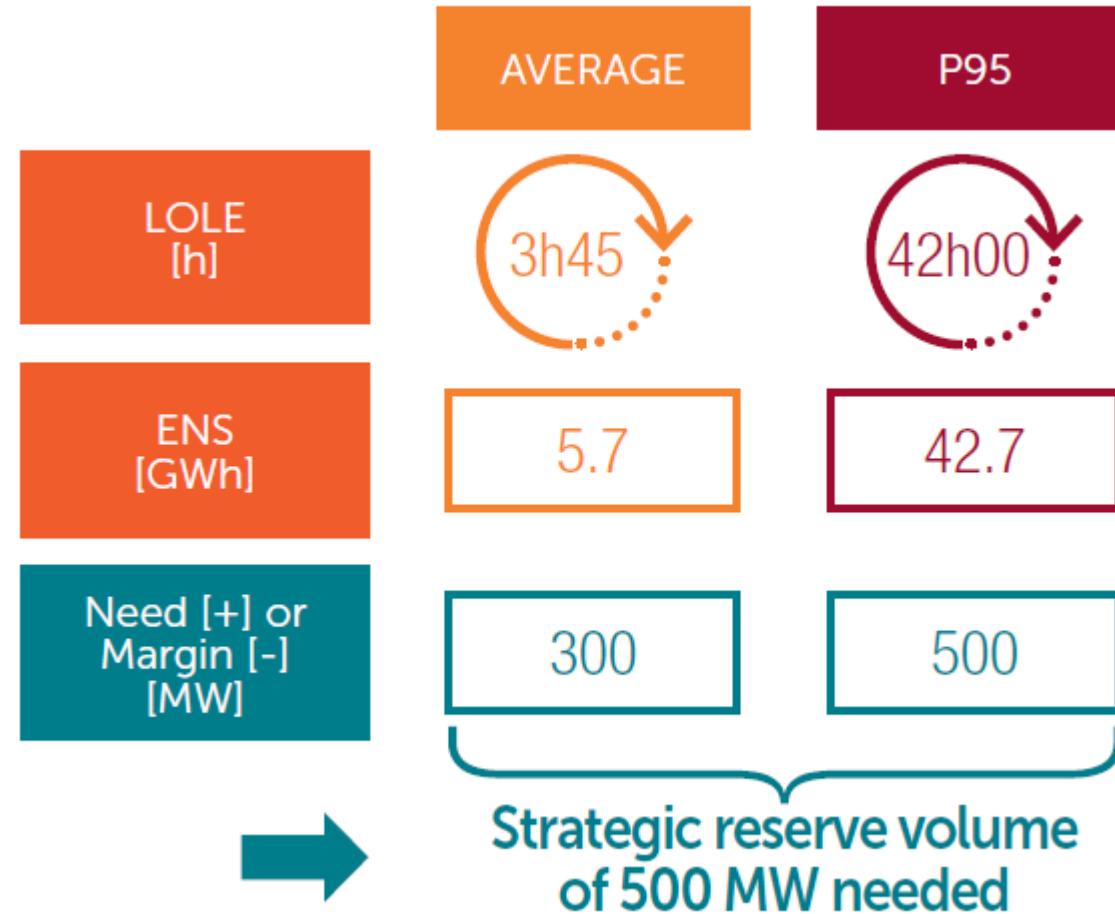 AVERAGE
P95
LOLE
[h]
3h45
42h00
ENS
[GWh]
5.7
42.7
Need [+] or
Margin [-]
[MW]
300
500
Strategic reserve volume
of 500 MW needed